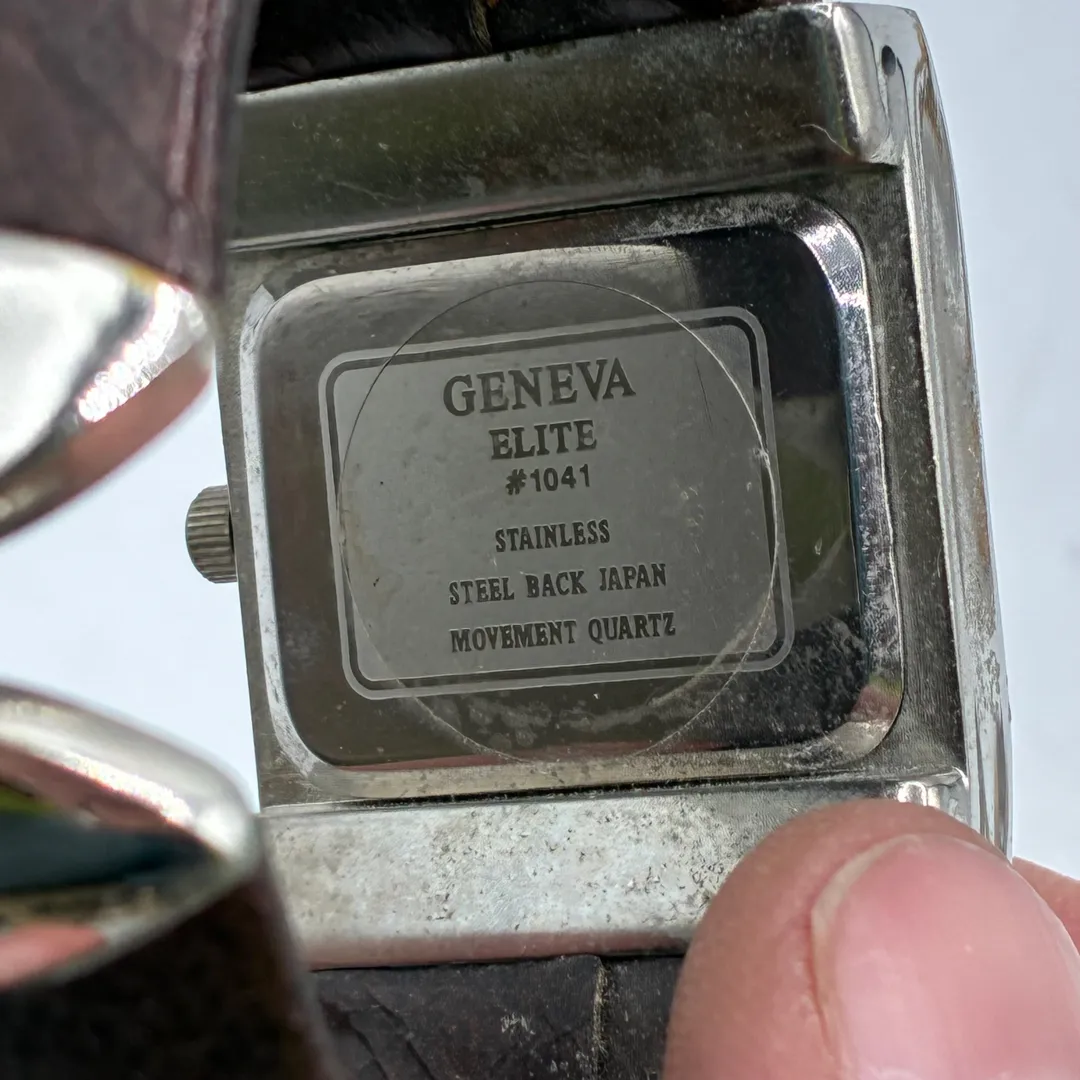 GENEVA
ELITE
#1041
STAINLESS
STEEL BACK JAPAN
MOVEMENT QUARTZ